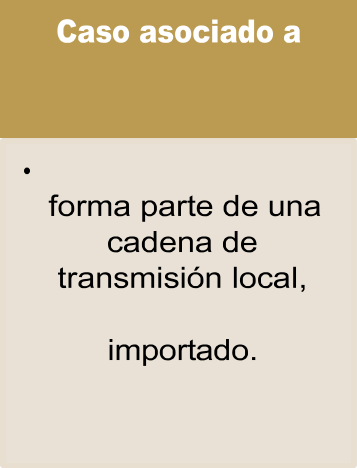 Caso asociado a
•
forma parte de una
cadena de
transmisión local,
importado.